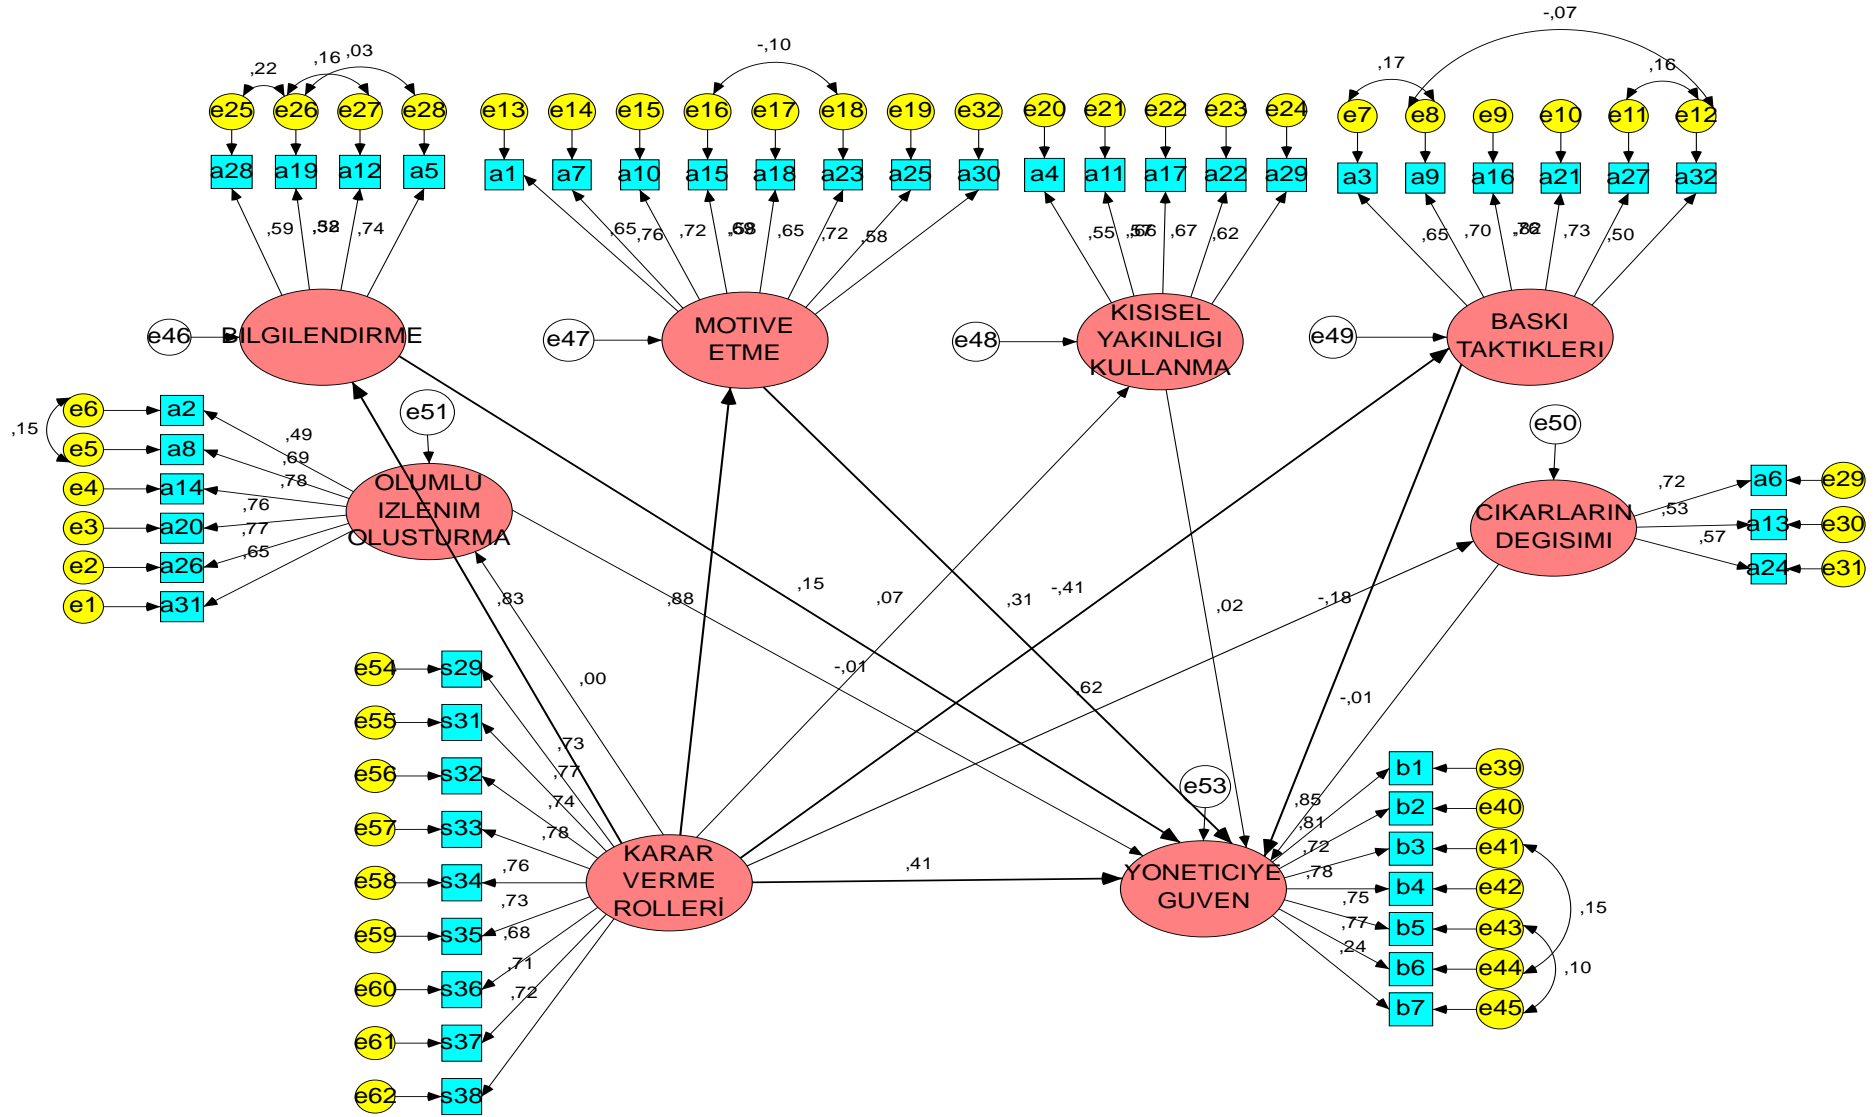 -,07
,22 ,16 ,03 -,10 ,17 ,16
e25 e26 e27 e28 e13 e14 e15 e16 e17 e18 e19 e32 e20 e21 e22 e23 e24 e7 e8 e9 e10 e11 e12
a28 a19 a12 a5 a1 a7 a10 a15 a18 a23 a25 a30 a4 a11 a17 a22 a29 a3 a9 a16 a21 a27 a32
,59 ,74 ,65 ,76 ,72 ,65 ,72 ,58 ,55 ,67 ,62 ,65 ,70 ,73 ,50
e46 BILGILENDIRME
e47 MOTIVE
ETME
e48 KISISEL
YAKINLIGI
KULLANMA
e49 BASKI
TAKTIKLERI
e51
e50
,15
e6 a2 ,49
e5 a8 ,69
e4 a14 ,78
e3 a20 ,76
e2 a26 ,77
e1 a31 ,65
OLUMLU
IZLENIM
OLUSTURMA
CIKARLARIN
DEGISIMI
,72 a6 e29
,53 a13 e30
,57 a24 e31
,83 ,88 ,15 ,07 ,31 -,41 ,02 -,18
,00 -,01 ,62 -,01
e54 s29 ,73
e55 s31 ,77
e56 s32 ,74
e57 s33 ,78
e58 s34 ,76
e59 s35 ,73
e60 s36 ,68
e61 s37 ,71
e62 s38 ,72
KARAR
VERME
ROLLERİ
,41
e53
YONETICIYE
GUVEN
,85 b1 e39
,81 b2 e40
,72 b3 e41
,78 b4 e42
,75 b5 e43
,77 b6 e44
,24 b7 e45
,15
,10